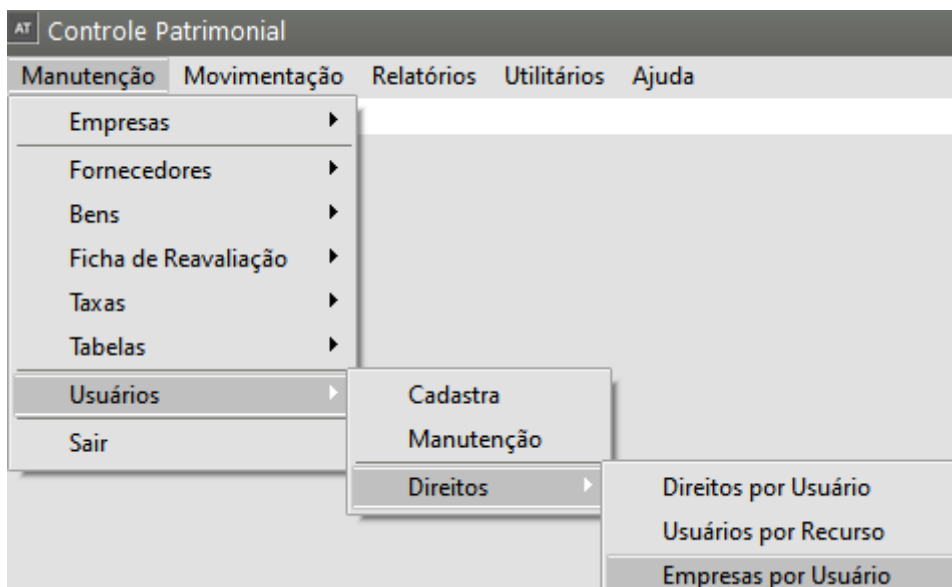 AT Controle Patrimonial
Manutenção Movimentação Relatórios Utilitários Ajuda
Empresas
Fornecedores
Bens
Ficha de Reavaliação
Taxas
Tabelas
Usuários
Sair
Cadastra
Manutenção
Direitos
Direitos por Usuário
Usuários por Recurso
Empresas por Usuário